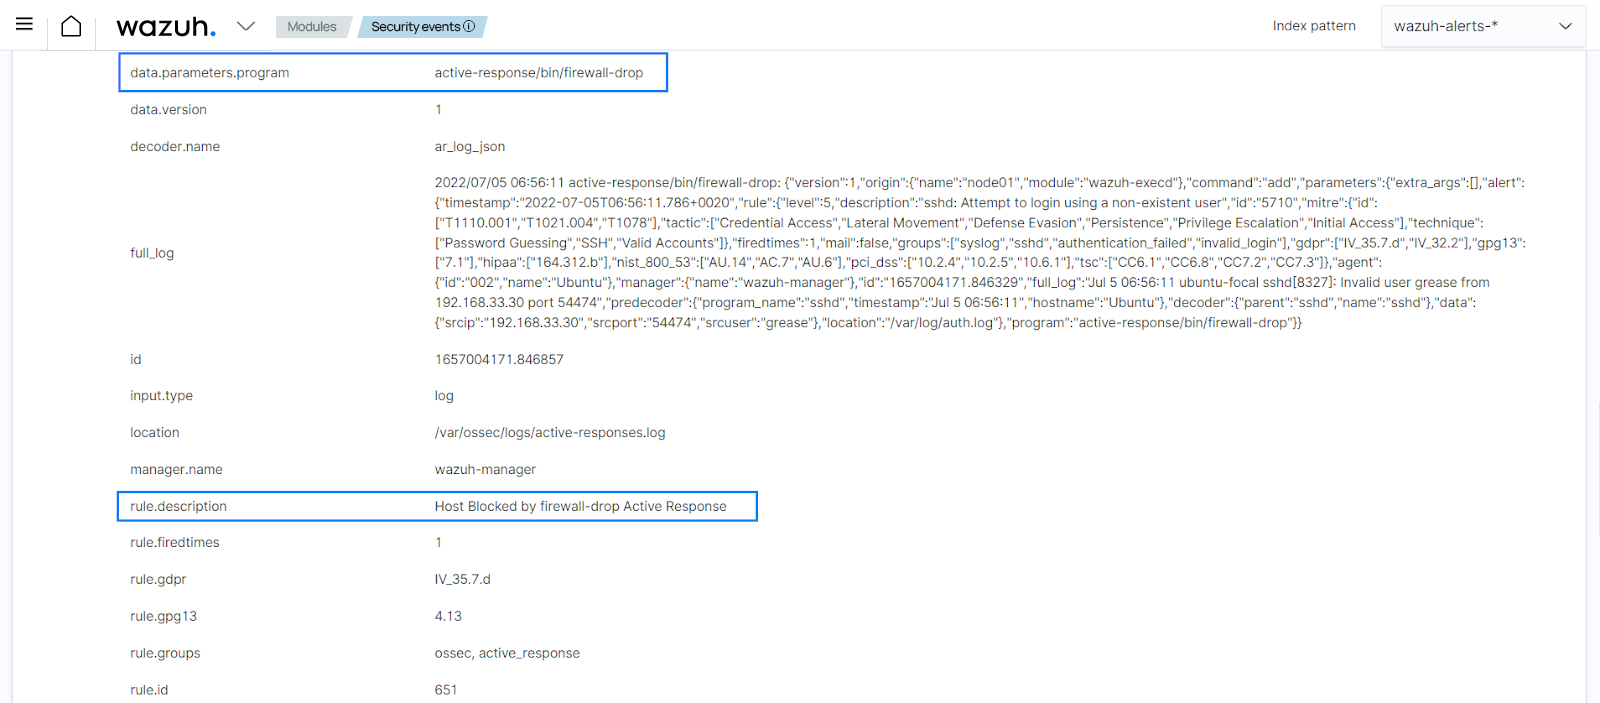 wazuh. Modules Security events Index pattern wazuh-alerts-*
data.parameters.program active-response/bin/firewall-drop
data.version 1
decoder.name ar_log_json
2022/07/05 06:56:11 active-response/bin/firewall-drop: {"version":1,"origin":{"name":"node01","module":"wazuh-execd"},"command":"add","parameters":{"extra_args":[],"alert":
{"timestamp":"2022-07-05T06:56:11.786+0020","rule":{"level":5,"description":"sshd: Attempt to login using a non-existent user","id":"5710","mitre":{"id":
["T1110.001","T1021.004","T1078"],"tactic":["Credential Access","Lateral Movement","Defense Evasion","Persistence","Privilege Escalation","Initial Access"],"technique":
["Password Guessing","SSH","Valid Accounts"]},"firedtimes":1,"mail":false,"groups":["syslog","sshd","authentication_failed","invalid_login"],"gdpr":["IV_35.7.d","IV_32.2"],"gpg13":
full_log ["7.1"],"hipaa":["164.312.b"],"nist_800_53":["AU.14","AC.7","AU.6"],"pci_dss":["10.2.4","10.2.5","10.6.1"],"tsc":["CC6.1","CC6.8","CC7.2","CC7.3"]},"agent":
{"id":"002","name":"Ubuntu"},"manager":{"name":"wazuh-manager"},"id":"1657004171.846329","full_log":"Jul 5 06:56:11 ubuntu-focal sshd[8327]: Invalid user grease from
192.168.33.30 port 54474","predecoder":{"program_name":"sshd","timestamp":"Jul 5 06:56:11","hostname":"Ubuntu"},"decoder":{"parent":"sshd","name":"sshd"},"data":
{"srcip":"192.168.33.30","srcport":"54474","srcuser":"grease"},"location":"/var/log/auth.log"},"program":"active-response/bin/firewall-drop"}}
id 1657004171.846857
input.type log
location /var/ossec/logs/active-responses.log
manager.name wazuh-manager
rule.description Host Blocked by firewall-drop Active Response
rule.firedtimes 1
rule.gdpr IV_35.7.d
rule.gpg13 4.13
rule.groups ossec, active_response
rule.id 651